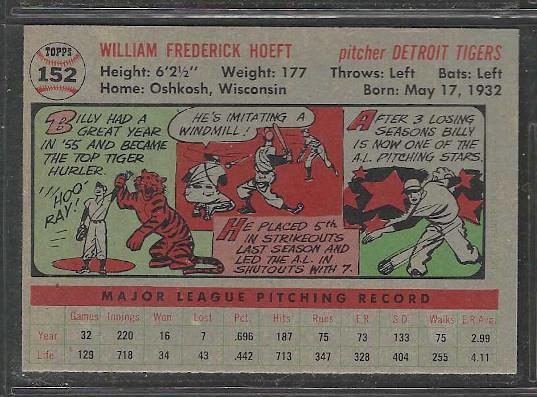 TOPPS
152
WILLIAM FREDERICK HOEFT pitcher DETROIT TIGERS
Height: 6'2½" Weight: 177 Throws: Left Bats: Left
Home: Oshkosh, Wisconsin Born: May 17, 1932
BILLY HAD A
GREAT YEAR
IN '55 AND BECAME
THE TOP TIGER
HURLER.
'HOO'
RAY!
HE'S IMITATING A
WINDMILL!
HE PLACED 5th
IN STRIKEOUTS
LAST SEASON AND
LED THE A.L. IN
SHUTOUTS WITH 7.
AFTER 3 LOSING
SEASONS BILLY
IS NOW ONE OF THE
A.L. PITCHING STARS.
MAJOR LEAGUE PITCHING RECORD
Games Innings Won Lost Pct. Hits Runs E.R. S.O. Walks E.R.Avg.
Year 32 220 16 7 .696 187 75 73 133 75 2.99
Life 129 718 34 43 .442 713 347 328 404 255 4.11